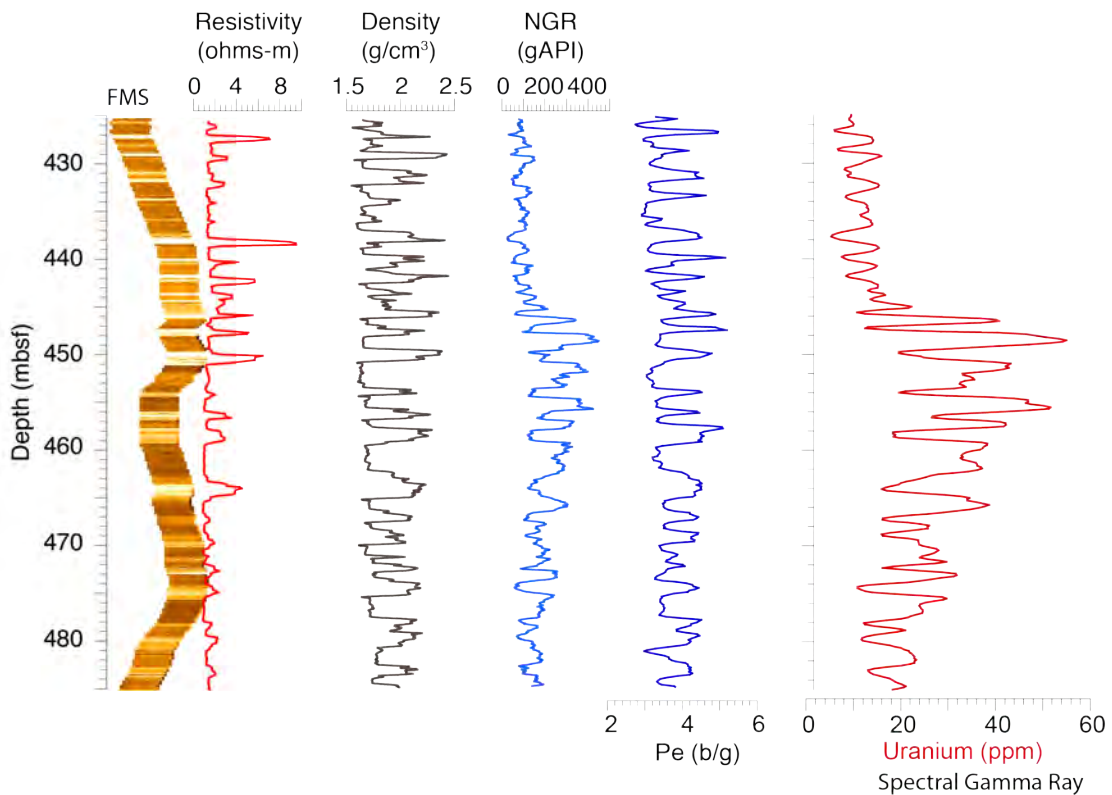 Resistivity
(ohms-m)
0 4 8
Density
(g/cm³)
1.5 2 2.5
NGR
(gAPI)
0 200 400
FMS
Depth (mbsf)
430
440
450
460
470
480
2 4 6
Pe (b/g)
0 20 40 60
Uranium (ppm)
Spectral Gamma Ray